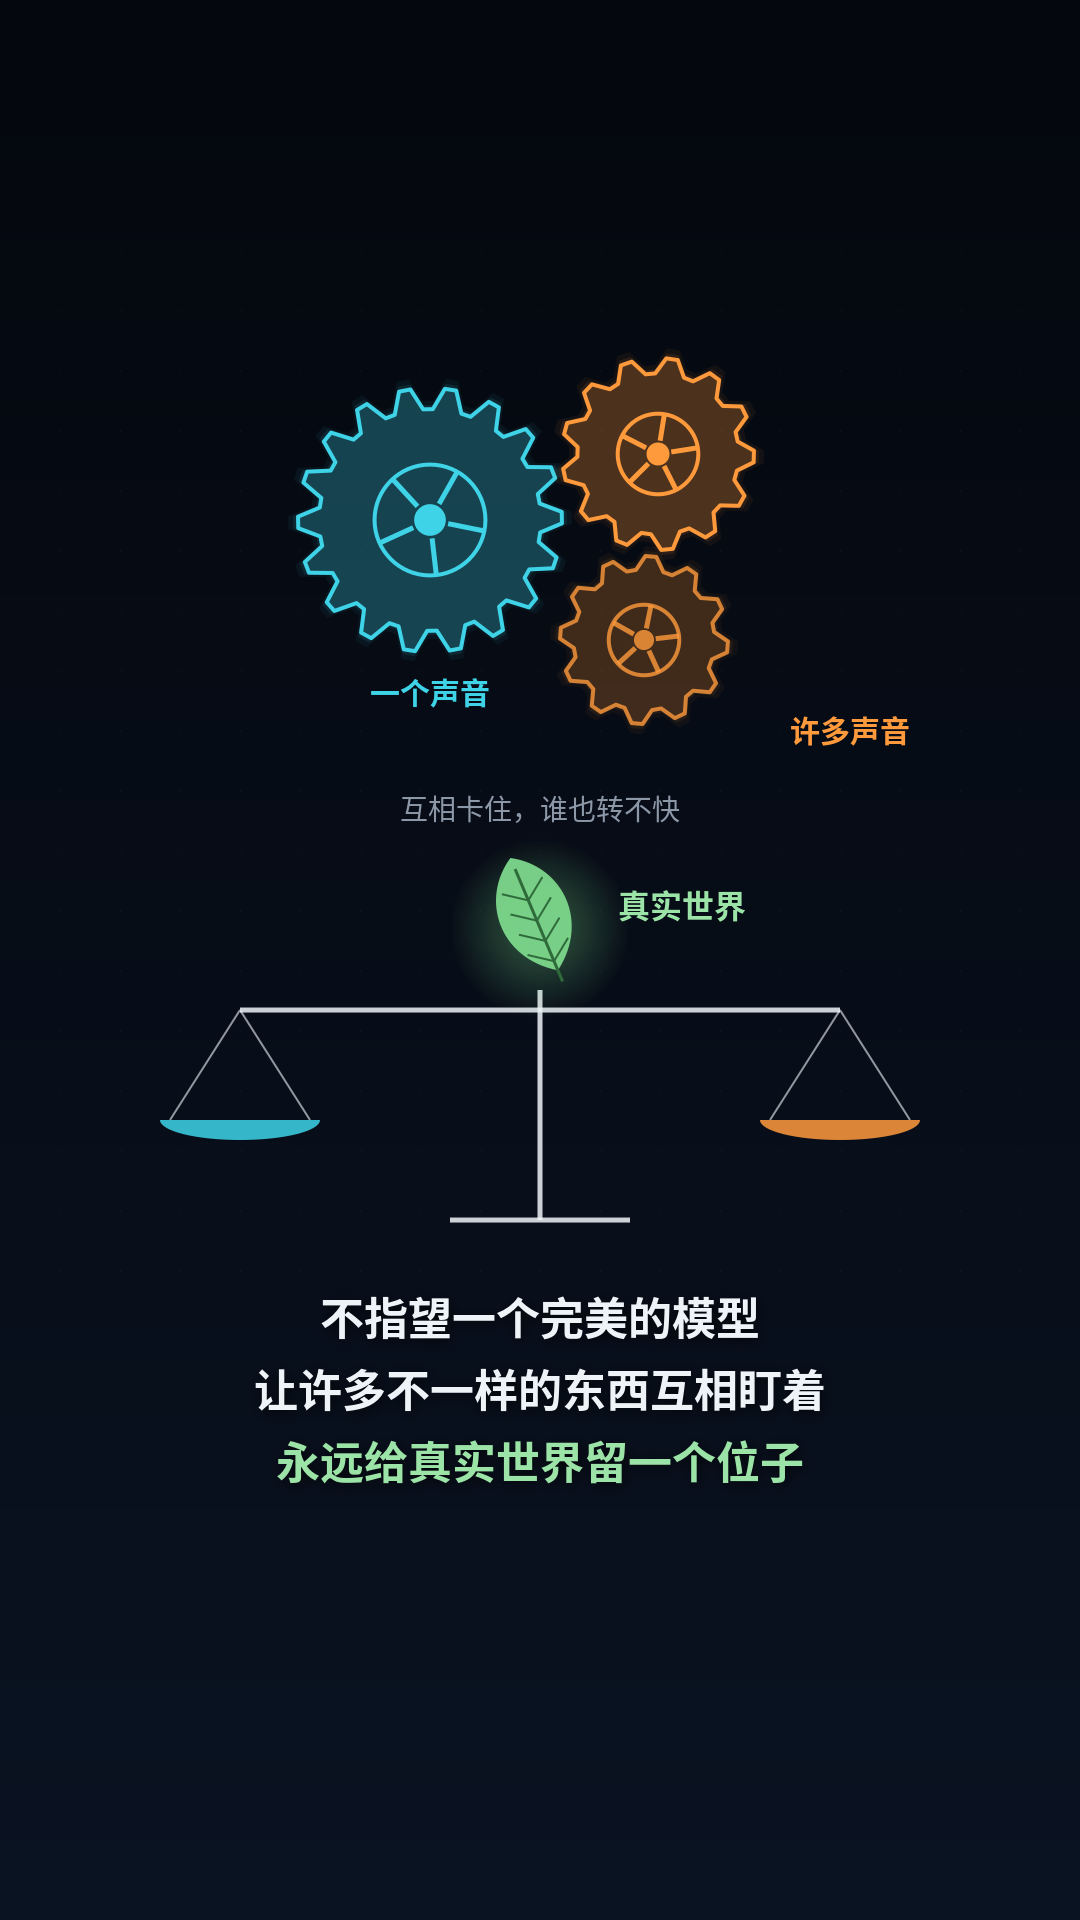 一个声音
许多声音
互相卡住，谁也转不快
真实世界
不指望一个完美的模型
让许多不一样的东西互相盯着
永远给真实世界留一个位子